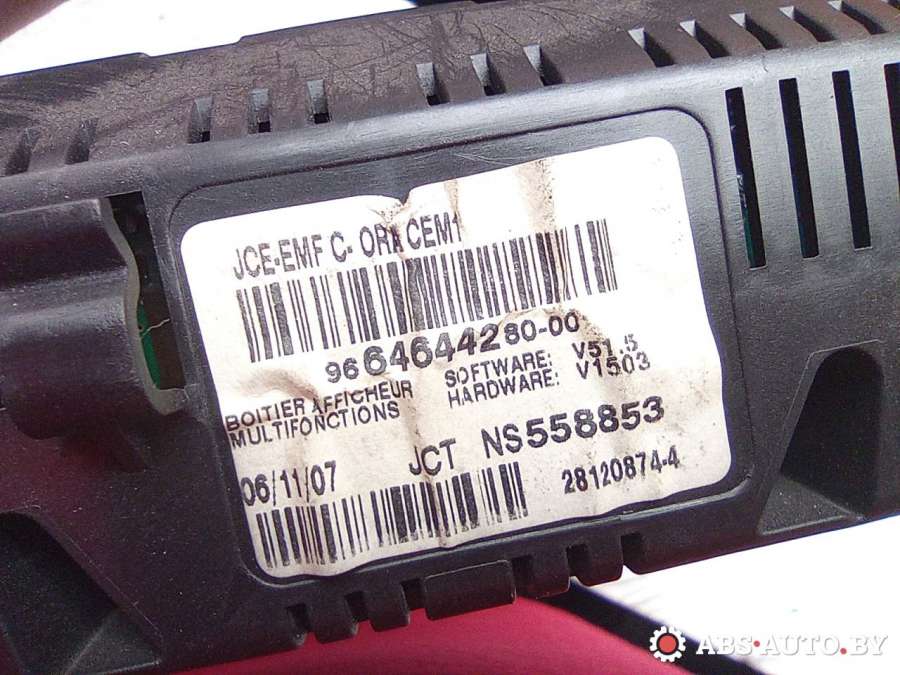 JCE-EMF C- ORA CEM1
9664644280-00
BOITIER AFFICHEUR
MULTIFONCTIONS
SOFTWARE: V51.5
HARDWARE: V1503
JCT NS558853
06/11/07
28120874-4
ABS-AUTO.BY